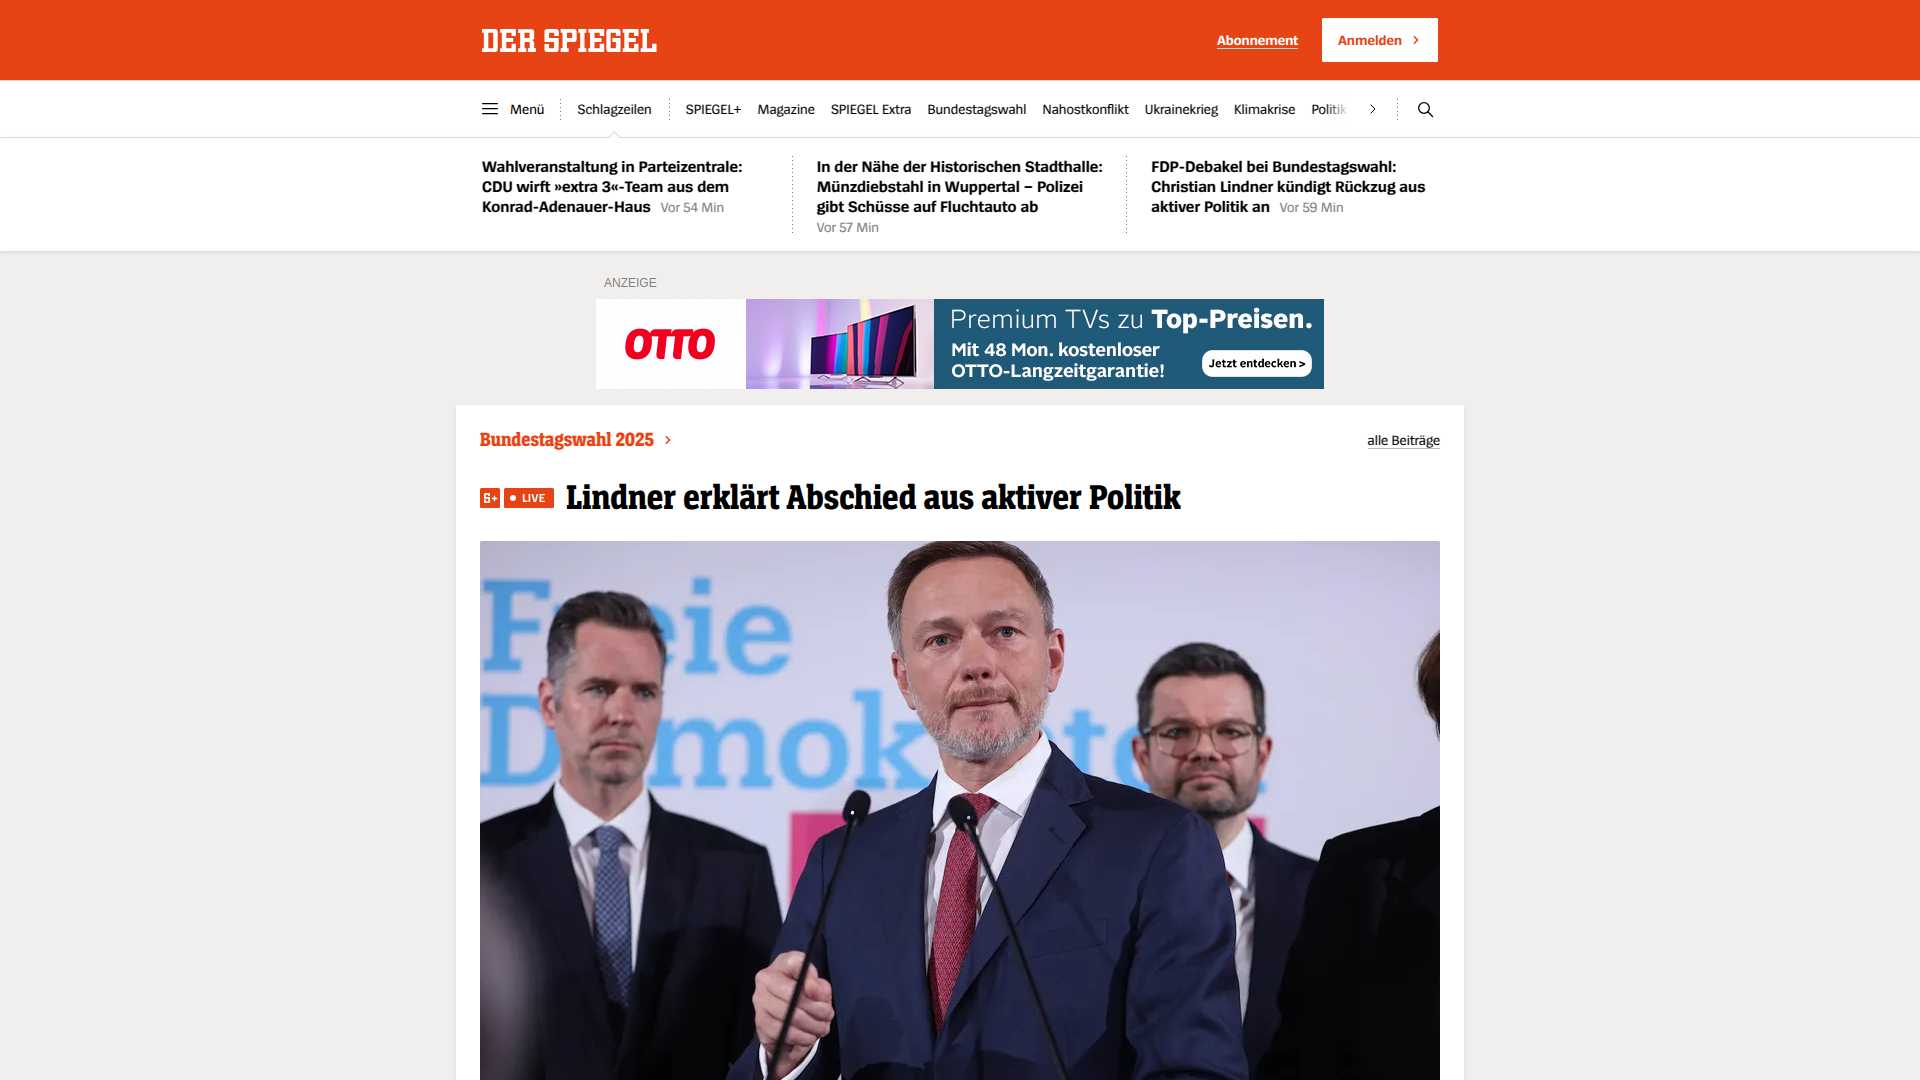 DER SPIEGEL
Abonnement
Anmelden
Menü
Schlagzeilen
SPIEGEL+
Magazine
SPIEGEL Extra
Bundestagswahl
Nahostkonflikt
Ukrainekrieg
Klimakrise
Politik
Wahlveranstaltung in Parteizentrale:
CDU wirft »extra 3«-Team aus dem
Konrad-Adenauer-Haus Vor 54 Min
In der Nähe der Historischen Stadthalle:
Münzdiebstahl in Wuppertal – Polizei
gibt Schüsse auf Fluchtauto ab
Vor 57 Min
FDP-Debakel bei Bundestagswahl:
Christian Lindner kündigt Rückzug aus
aktiver Politik an Vor 59 Min
ANZEIGE
OTTO
Premium TVs zu Top-Preisen.
Mit 48 Mon. kostenloser
OTTO-Langzeitgarantie!
Jetzt entdecken >
Bundestagswahl 2025
alle Beiträge
S+ LIVE Lindner erklärt Abschied aus aktiver Politik